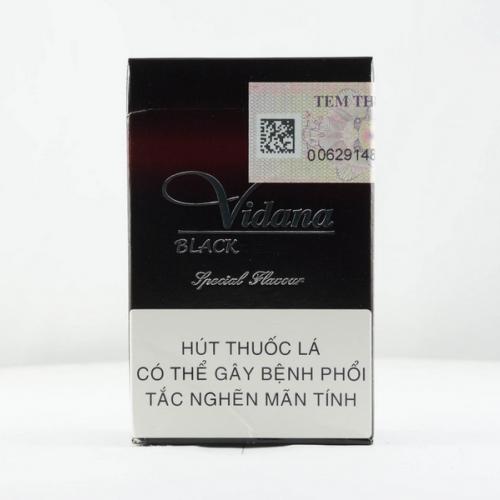 TEM TH
00629148
Vidana
BLACK
Special Flavour
HÚT THUỐC LÁ
CÓ THỂ GÂY BỆNH PHỔI
TẮC NGHẼN MÃN TÍNH